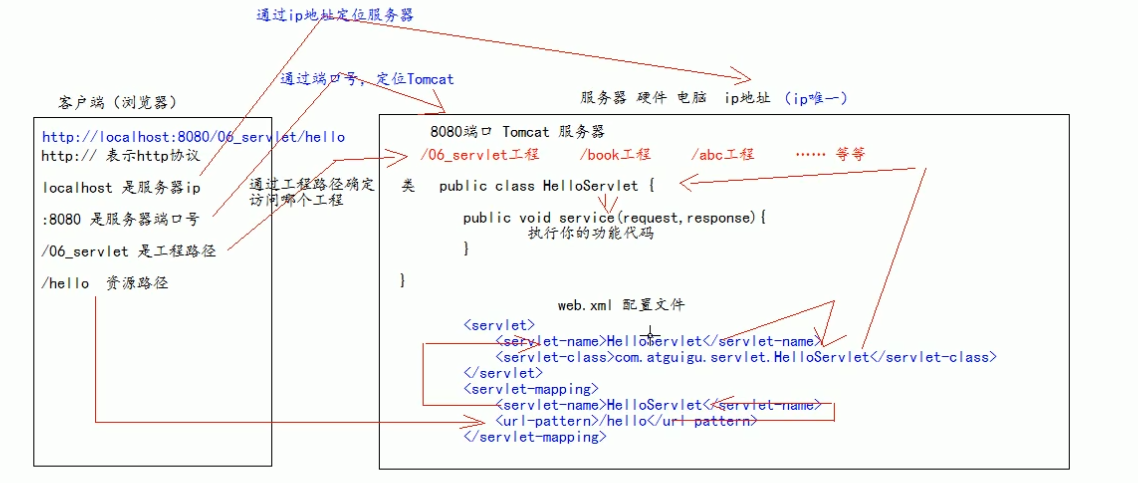 通过ip地址定位服务器
通过端口号，定位Tomcat
客户端（浏览器）
服务器 硬件 电脑 ip地址 （ip唯一）
http://localhost:8080/06_servlet/hello
http:// 表示http协议
localhost 是服务器ip
:8080 是服务器端口号
/06_servlet 是工程路径
/hello 资源路径
通过工程路径确定
访问哪个工程
8080端口 Tomcat 服务器
/06_servlet工程 /book工程 /abc工程 …… 等等
类 public class HelloServlet {
public void service(request,response){
执行你的功能代码
}
}
web.xml 配置文件
<servlet>
<servlet-name>HelloServlet</servlet-name>
<servlet-class>com.atguigu.servlet.HelloServlet</servlet-class>
</servlet>
<servlet-mapping>
<servlet-name>HelloServlet</servlet-name>
<url-pattern>/hello</url-pattern>
</servlet-mapping>